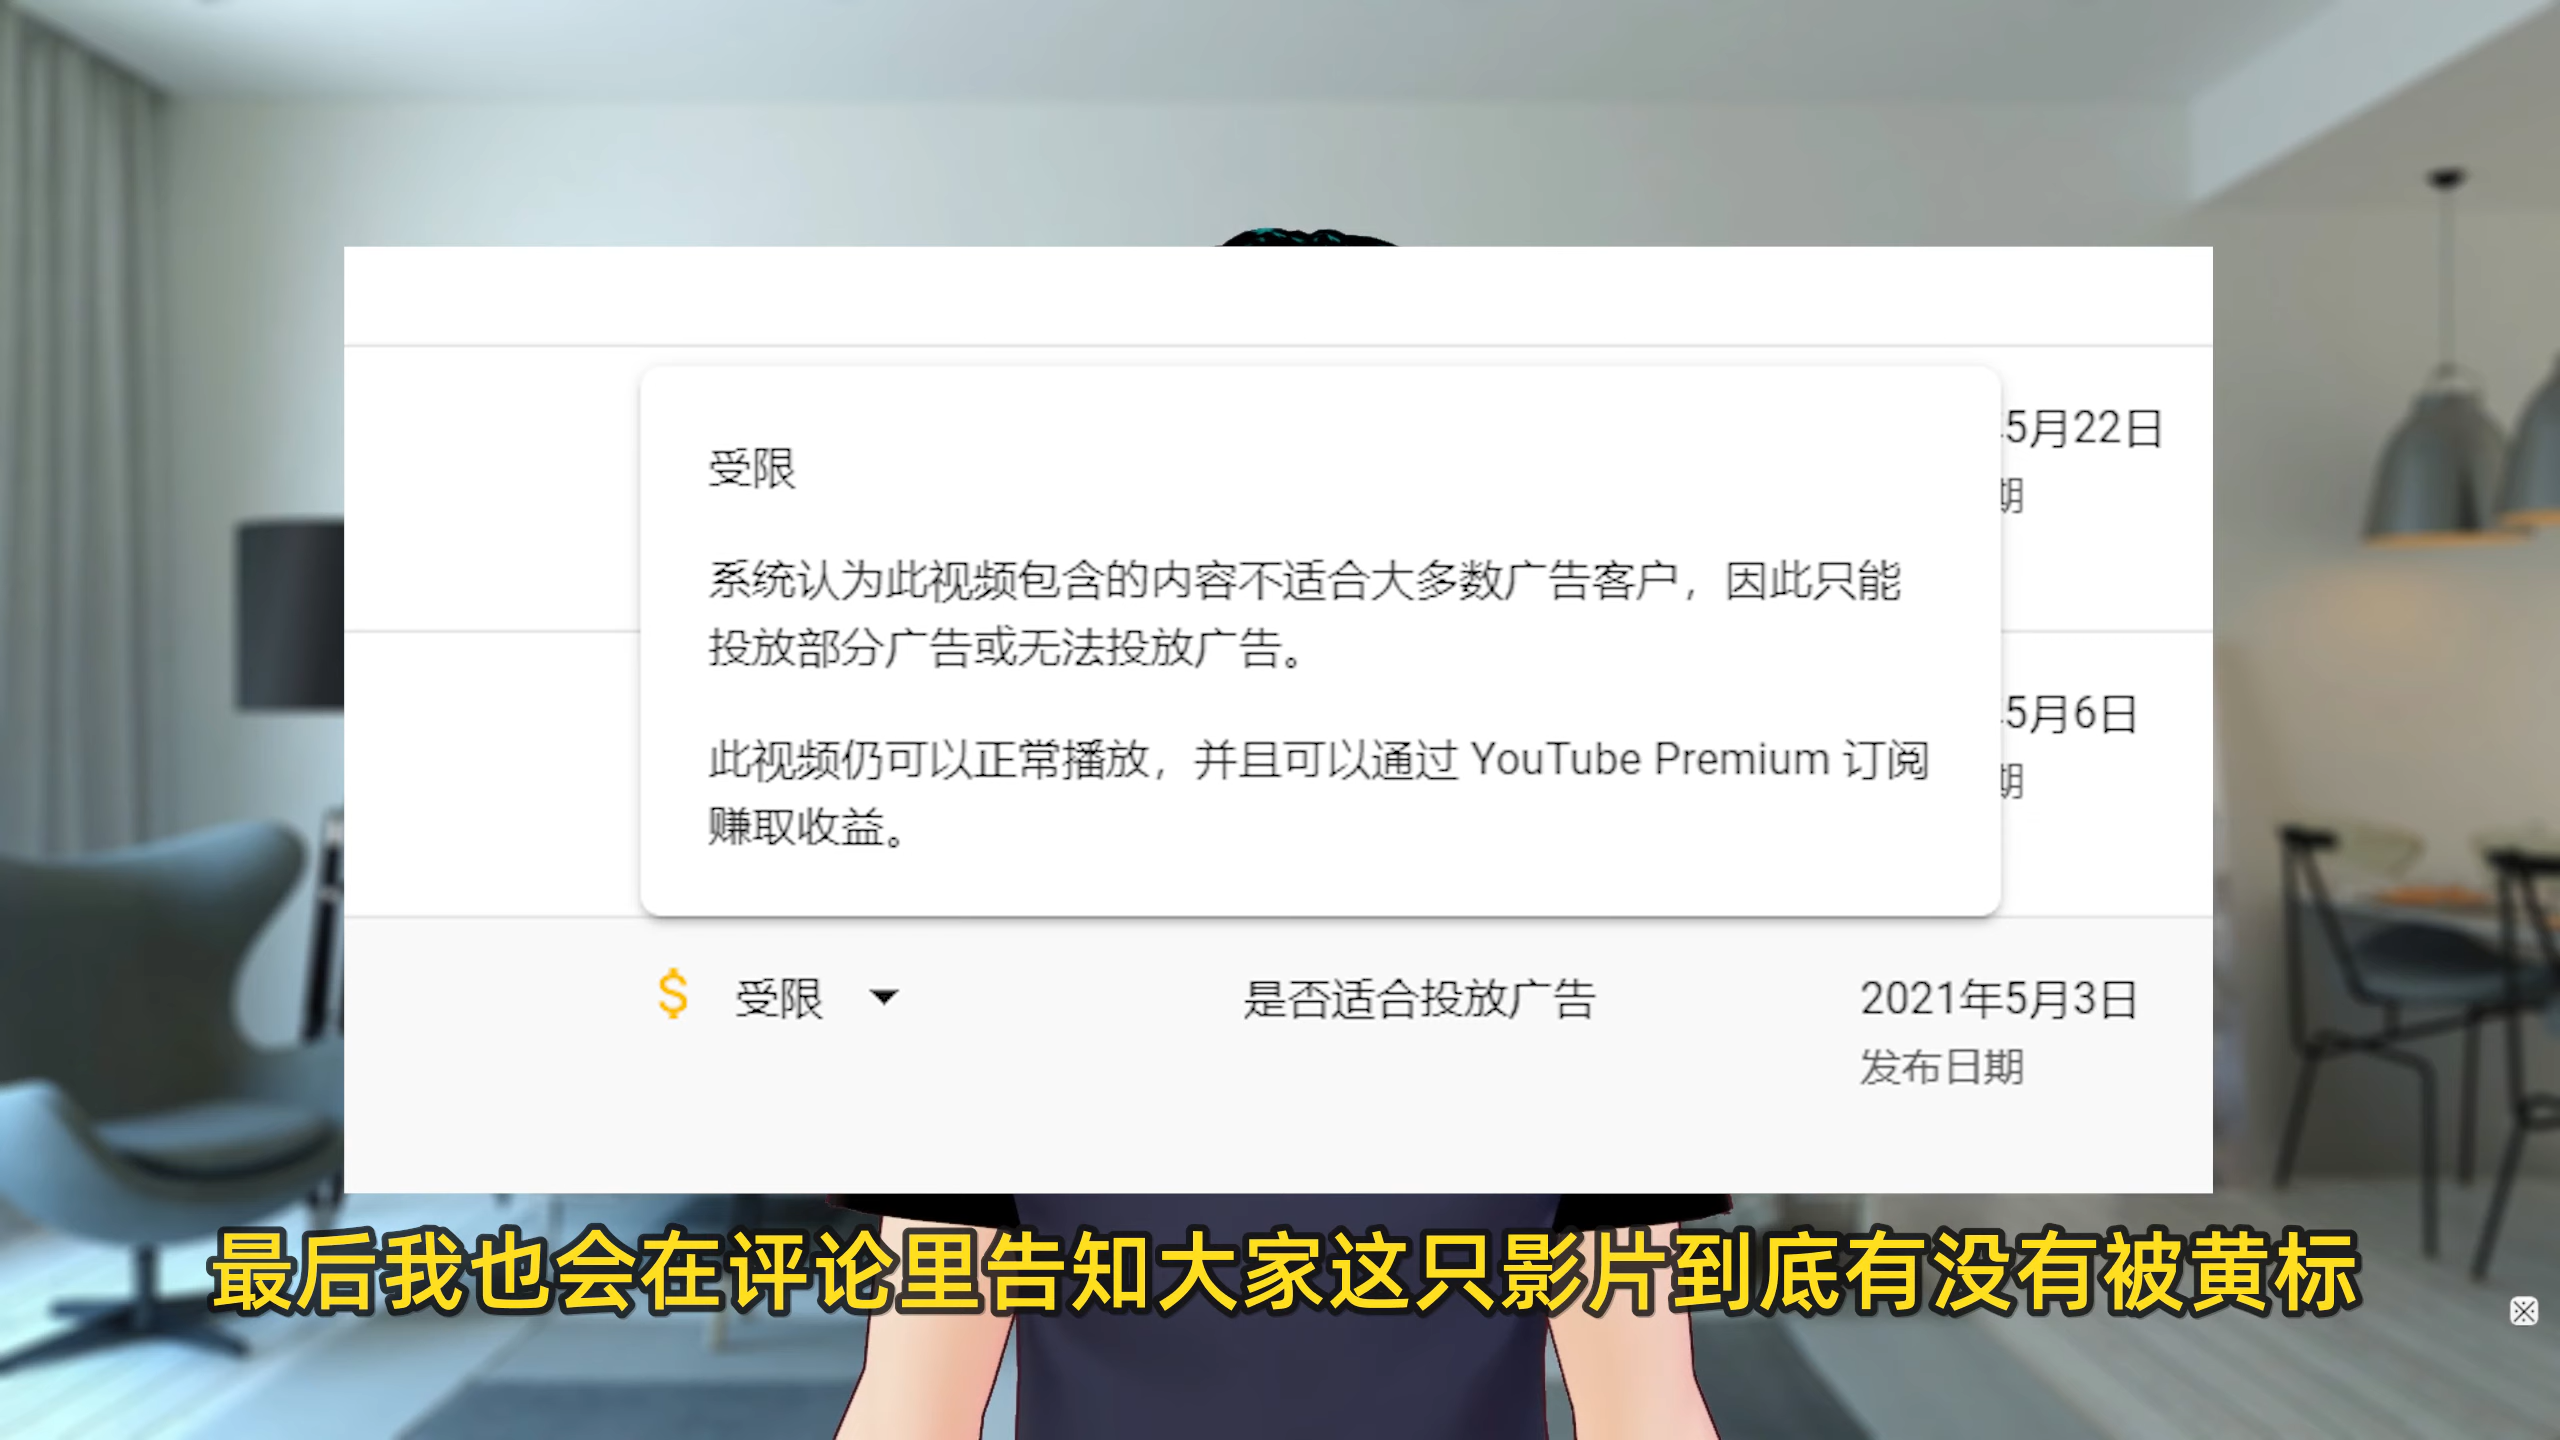 5月22日
期
受限
系统认为此视频包含的内容不适合大多数广告客户，因此只能
投放部分广告或无法投放广告。
5月6日
期
此视频仍可以正常播放，并且可以通过 YouTube Premium 订阅
赚取收益。
$ 受限 是否适合投放广告 2021年5月3日
发布日期
最后我也会在评论里告知大家这只影片到底有没有被黄标